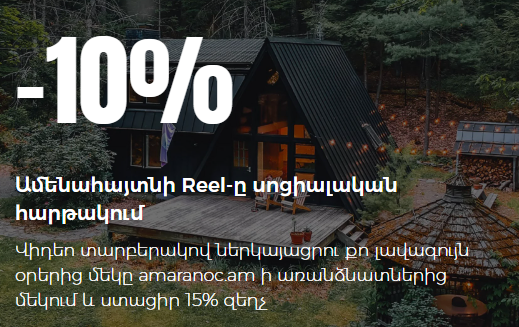 -10%
Ամենահայտնի Reel-ը սոցիալական
հարթակում
Վիդեո տարբերակով ներկայացրու քո լավագույն
օրերից մեկը amaranoc.am ի առանձնատներից
մեկում և ստացիր 15% զեղչ